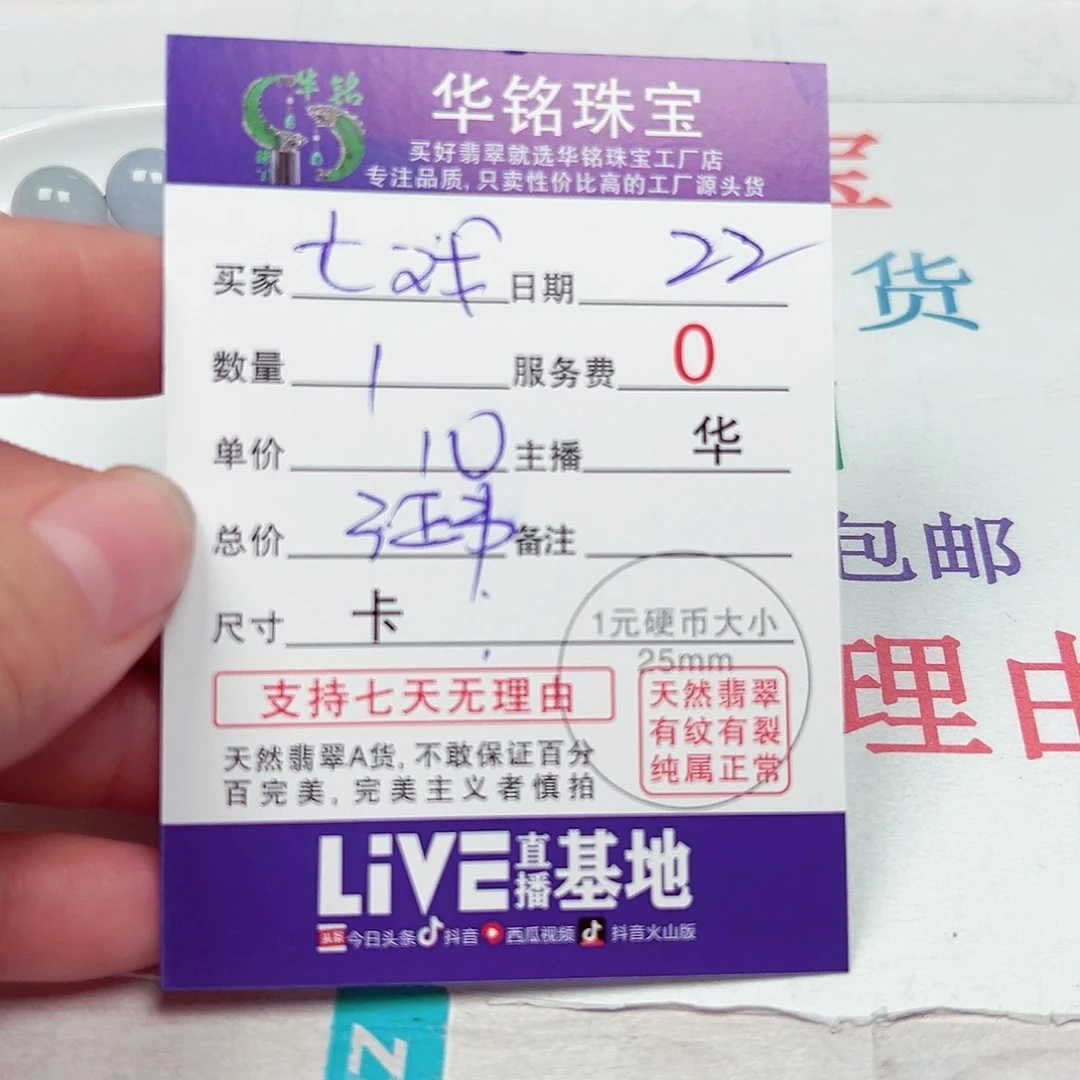 华铭
华铭珠宝
买好翡翠就选华铭珠宝工厂店
专注品质,只卖性价比高的工厂源头货
买家 七 日期 22
数量 1 服务费 0
单价 10 主播 华
总价 证书 备注
尺寸 卡
1元硬币大小
25mm
支持七天无理由
天然翡翠
有纹有裂
纯属正常
天然翡翠A货,不敢保证百分
百完美,完美主义者慎拍
LiVE直播基地
头条 今日头条 抖音 西瓜视频 抖音火山版
宝
货
包邮
理由
N